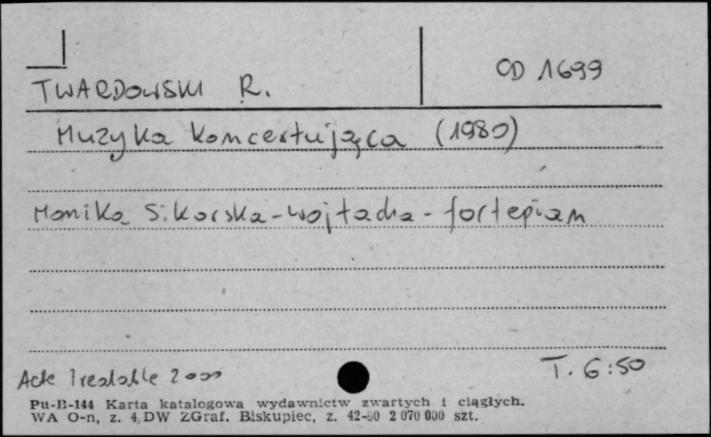 TWARDOWSKI R.
CD 1699
Muzyka koncertująca (1980)
Monika Sikorska-Wojtacha - fortepian
Acte Préalable 2000
T. 6:50
Pu-B-144 Karta katalogowa wydawnictw zwartych i ciągłych.
WA O-n, z. 4, DW ZGraf. Biskupiec, z. 42-80 2 070 000 szt.